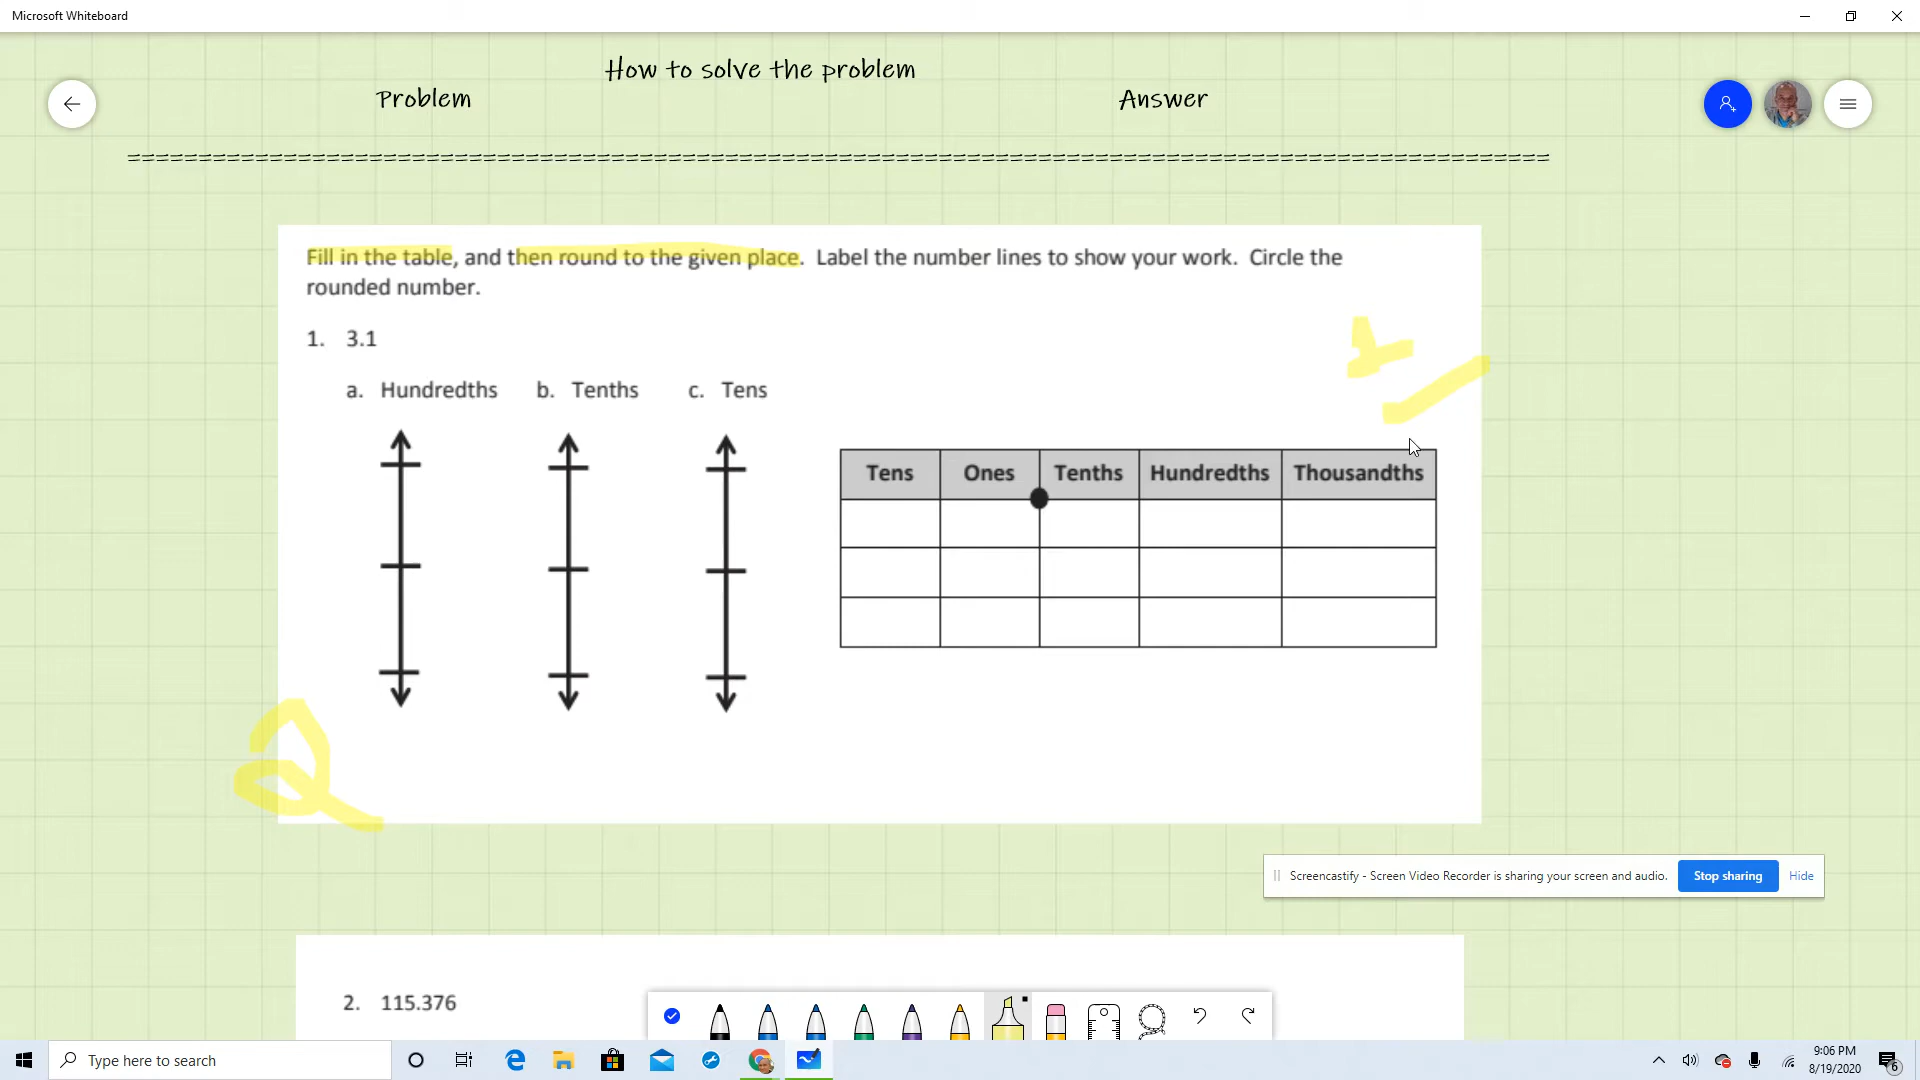 Microsoft Whiteboard
How to solve the problem
Problem
Answer
====================================================================================================
Fill in the table, and then round to the given place. Label the number lines to show your work. Circle the
rounded number.
1. 3.1
a. Hundredths b. Tenths c. Tens
Tens Ones Tenths Hundredths Thousandths
Screencastify - Screen Video Recorder is sharing your screen and audio. Stop sharing Hide
2. 115.376
Type here to search
9:06 PM
8/19/2020
6